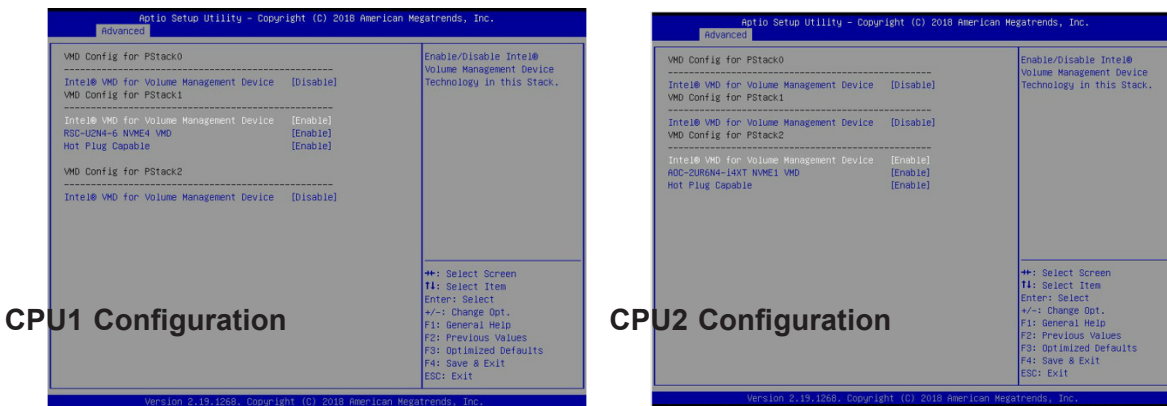 Aptio Setup Utility – Copyright (C) 2018 American Megatrends, Inc.
Advanced
VMD Config for PStack0
------------------------------------------------
Intel® VMD for Volume Management Device [Disable]
VMD Config for PStack1
------------------------------------------------
Intel® VMD for Volume Management Device [Enable]
RSC-U2N4-6 NVME4 VMD [Enable]
Hot Plug Capable [Enable]
VMD Config for PStack2
------------------------------------------------
Intel® VMD for Volume Management Device [Disable]
Enable/Disable Intel®
Volume Management Device
Technology in this Stack.
→←: Select Screen
↑↓: Select Item
Enter: Select
+/-: Change Opt.
F1: General Help
F2: Previous Values
F3: Optimized Defaults
F4: Save & Exit
ESC: Exit
Version 2.19.1268. Copyright (C) 2018 American Megatrends, Inc.
CPU1 Configuration
Aptio Setup Utility – Copyright (C) 2018 American Megatrends, Inc.
Advanced
VMD Config for PStack0
------------------------------------------------
Intel® VMD for Volume Management Device [Disable]
VMD Config for PStack1
------------------------------------------------
Intel® VMD for Volume Management Device [Disable]
VMD Config for PStack2
------------------------------------------------
Intel® VMD for Volume Management Device [Enable]
AOC-2UR6N4-i4XT NVME1 VMD [Enable]
Hot Plug Capable [Enable]
Enable/Disable Intel®
Volume Management Device
Technology in this Stack.
→←: Select Screen
↑↓: Select Item
Enter: Select
+/-: Change Opt.
F1: General Help
F2: Previous Values
F3: Optimized Defaults
F4: Save & Exit
ESC: Exit
Version 2.19.1268. Copyright (C) 2018 American Megatrends, Inc.
CPU2 Configuration